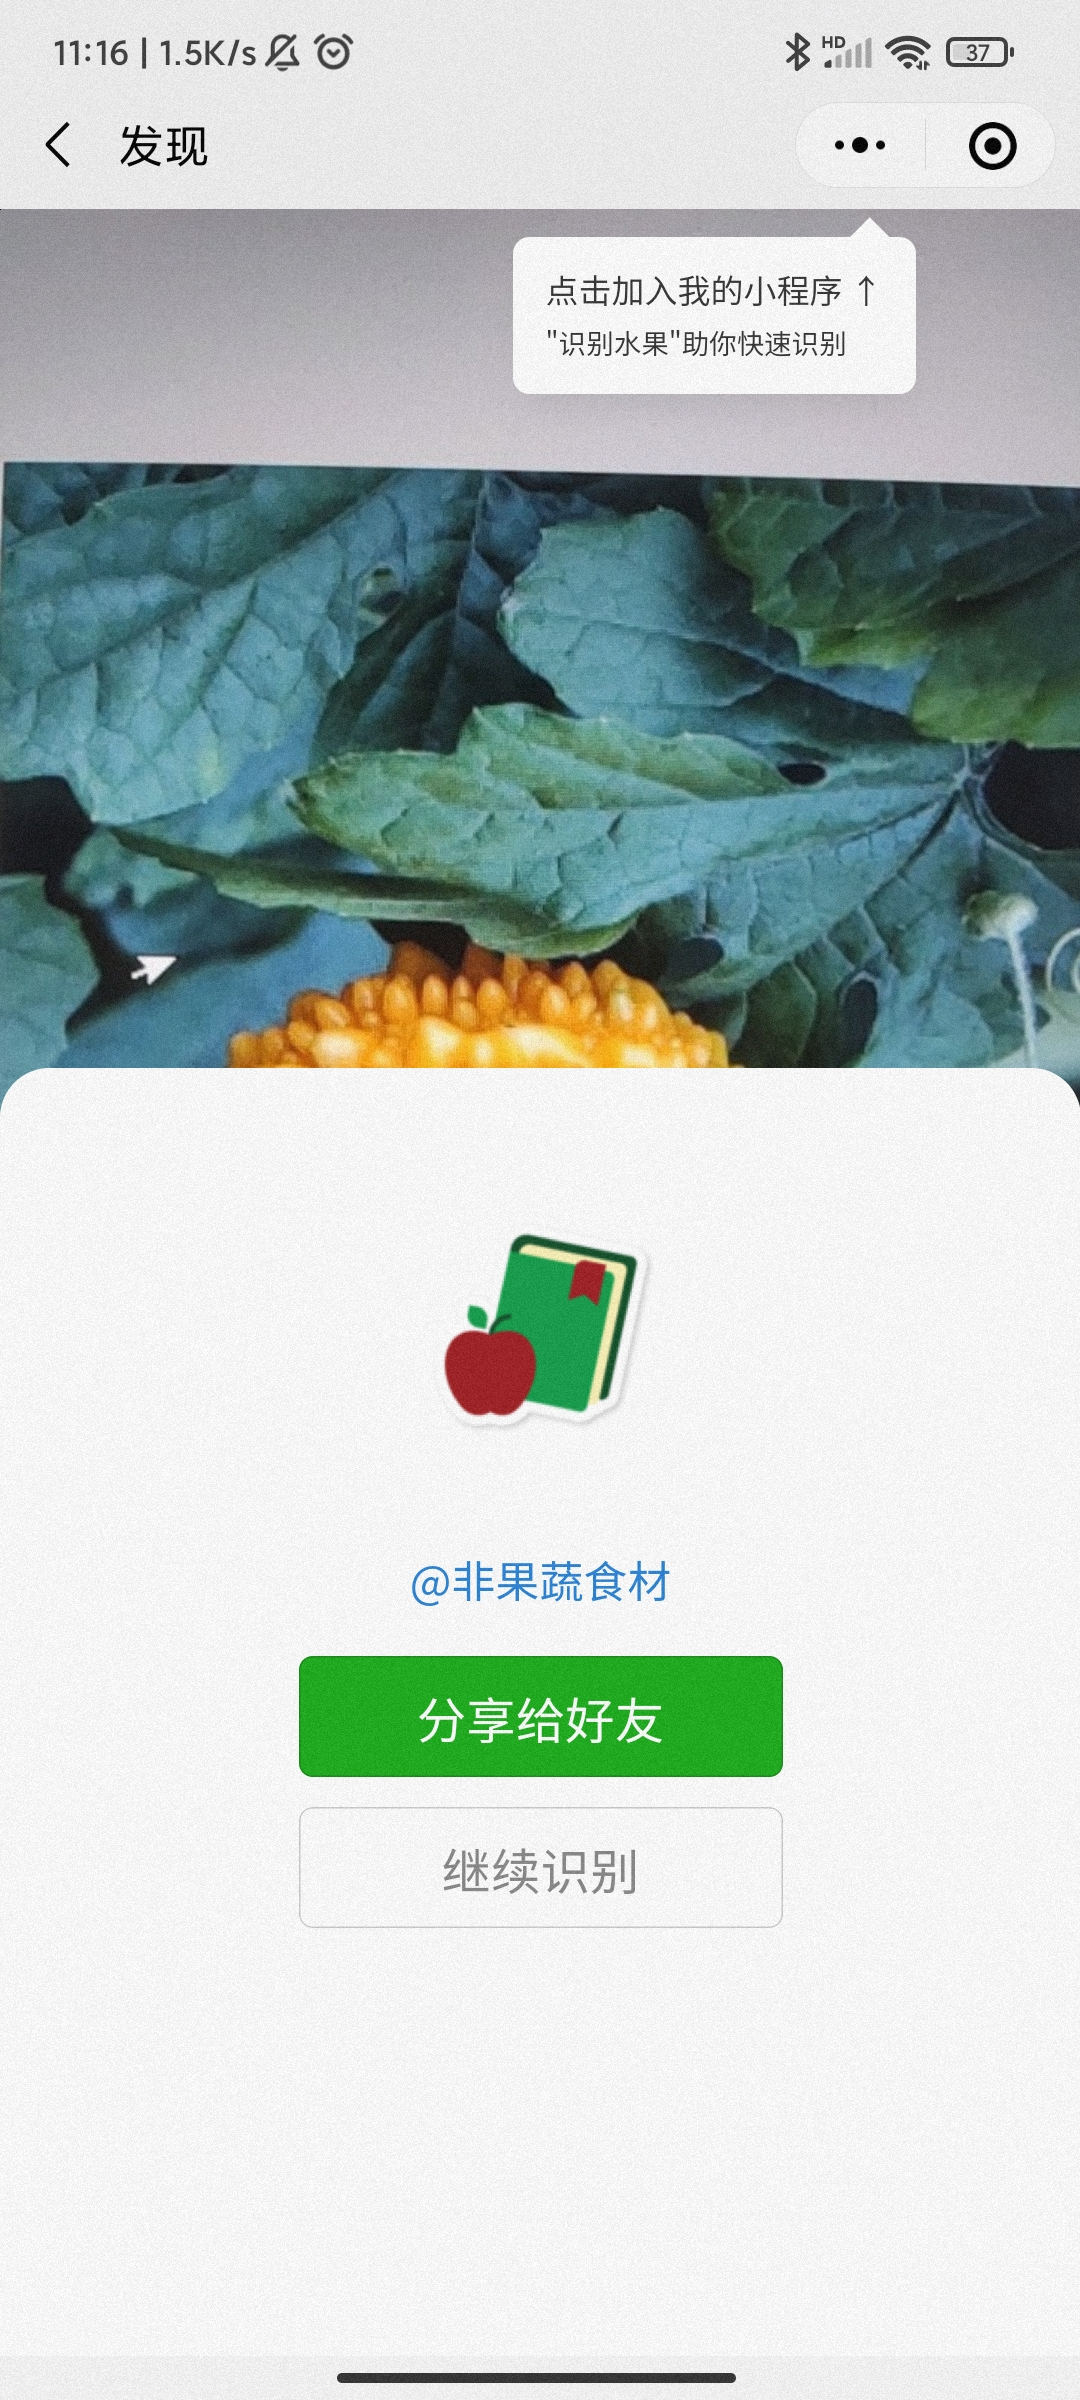 11:16 | 1.5K/s
HD
37
发现
点击加入我的小程序 ↑
"识别水果"助你快速识别
@非果蔬食材
分享给好友
继续识别